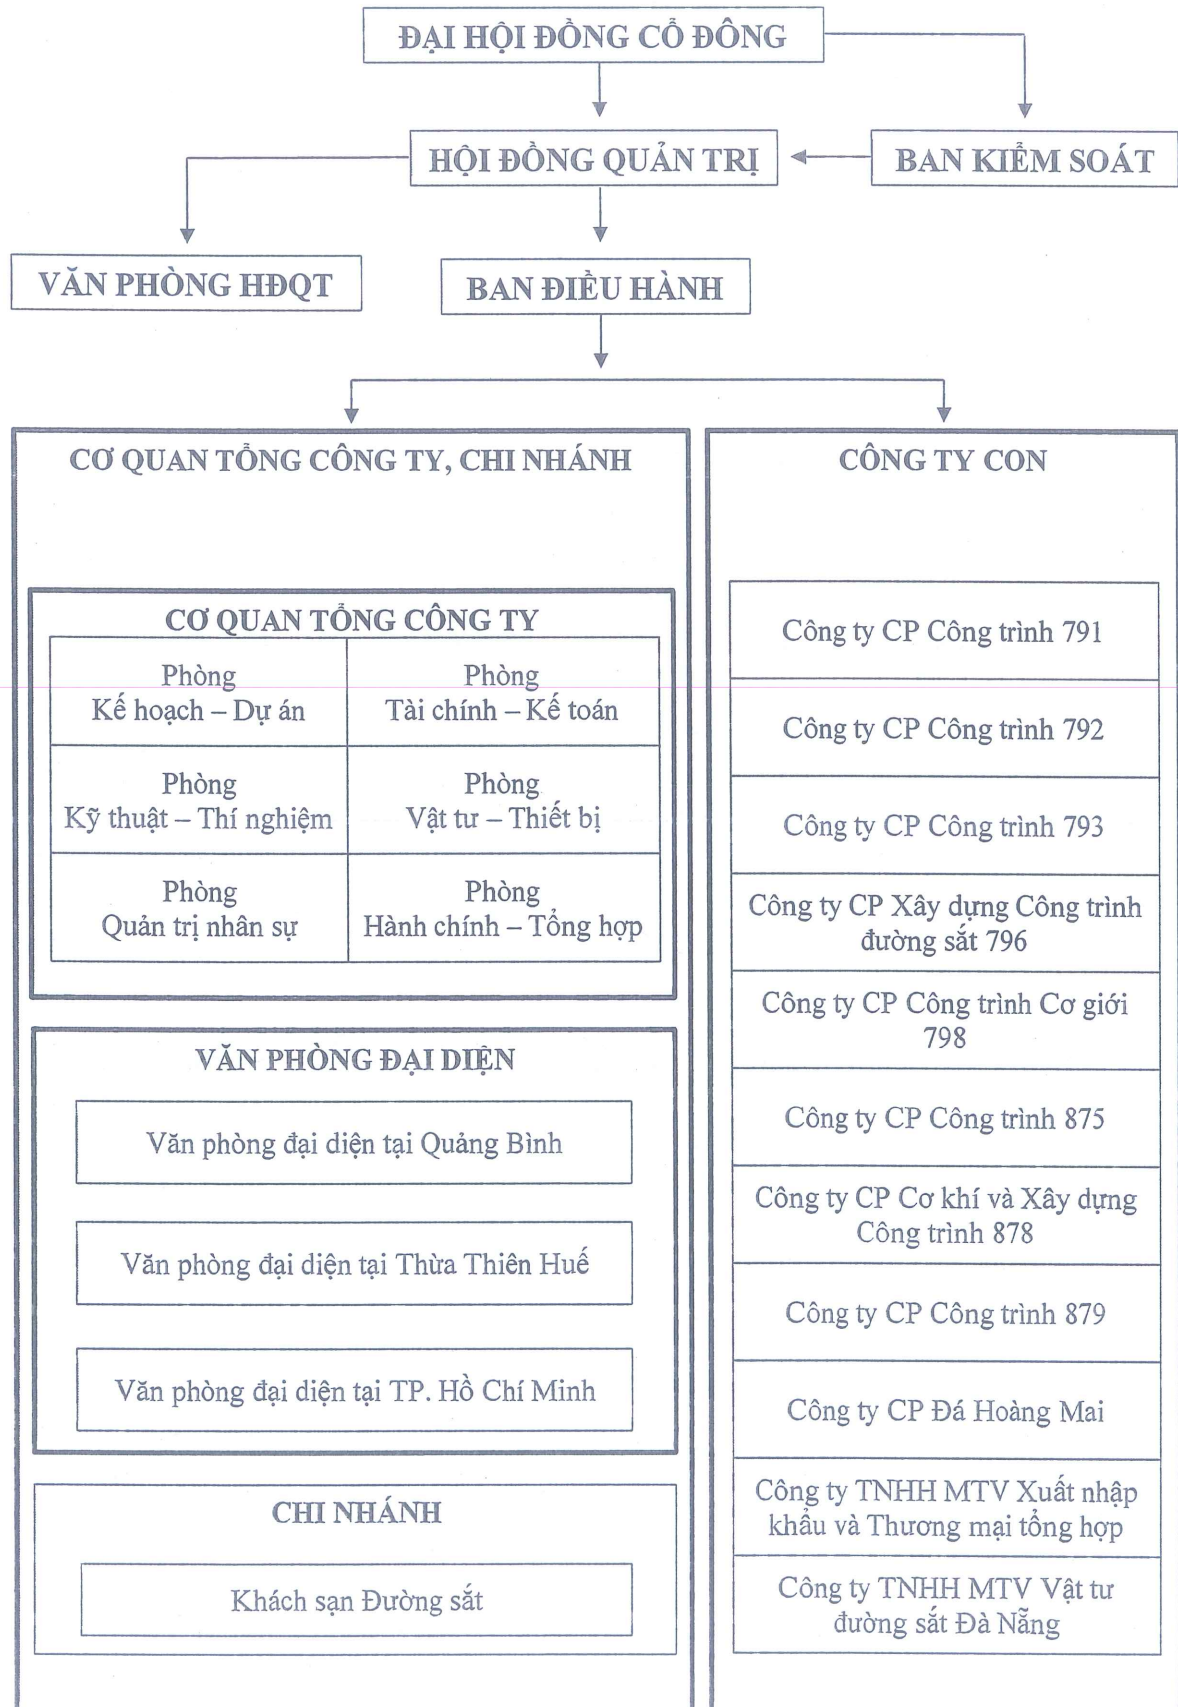 ĐẠI HỘI ĐỒNG CỔ ĐÔNG
HỘI ĐỒNG QUẢN TRỊ
BAN KIỂM SOÁT
VĂN PHÒNG HĐQT
BAN ĐIỀU HÀNH
CƠ QUAN TỔNG CÔNG TY, CHI NHÁNH
CƠ QUAN TỔNG CÔNG TY
Phòng
Kế hoạch – Dự án
Phòng
Tài chính – Kế toán
Phòng
Kỹ thuật – Thí nghiệm
Phòng
Vật tư – Thiết bị
Phòng
Quản trị nhân sự
Phòng
Hành chính – Tổng hợp
VĂN PHÒNG ĐẠI DIỆN
Văn phòng đại diện tại Quảng Bình
Văn phòng đại diện tại Thừa Thiên Huế
Văn phòng đại diện tại TP. Hồ Chí Minh
CHI NHÁNH
Khách sạn Đường sắt
CÔNG TY CON
Công ty CP Công trình 791
Công ty CP Công trình 792
Công ty CP Công trình 793
Công ty CP Xây dựng Công trình
đường sắt 796
Công ty CP Công trình Cơ giới
798
Công ty CP Công trình 875
Công ty CP Cơ khí và Xây dựng
Công trình 878
Công ty CP Công trình 879
Công ty CP Đá Hoàng Mai
Công ty TNHH MTV Xuất nhập
khẩu và Thương mại tổng hợp
Công ty TNHH MTV Vật tư
đường sắt Đà Nẵng